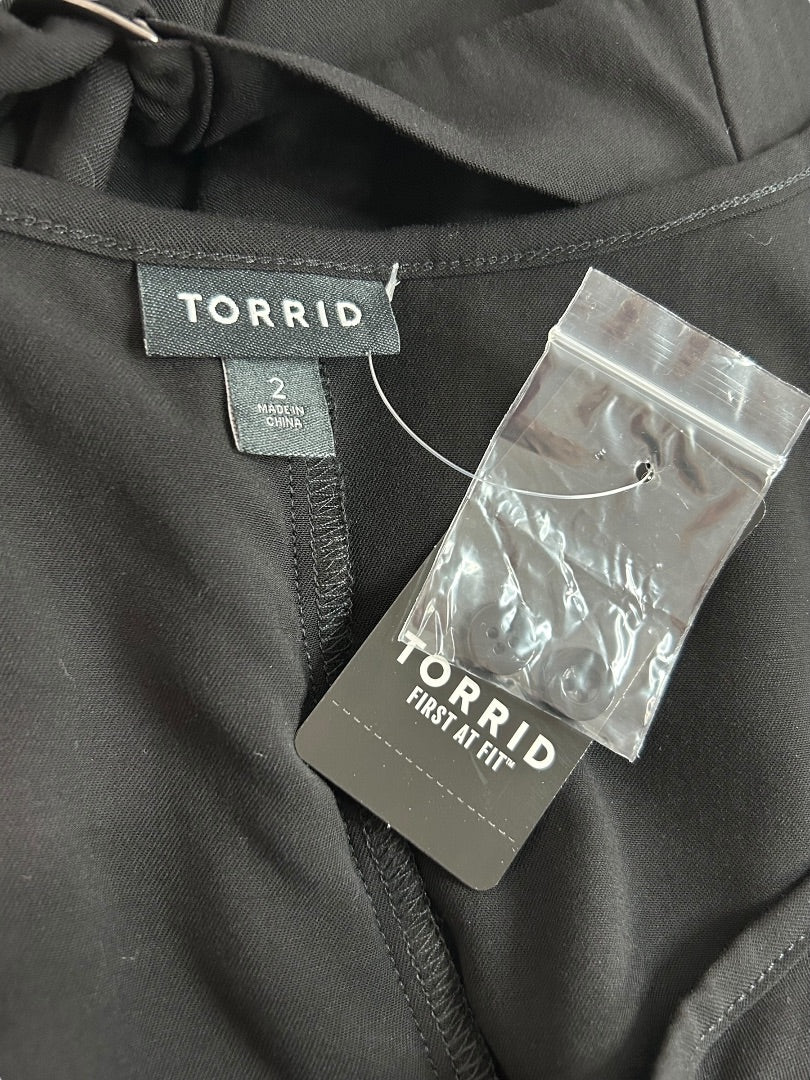 TORRID
2
MADE IN
CHINA
TORRID
FIRST AT FIT™